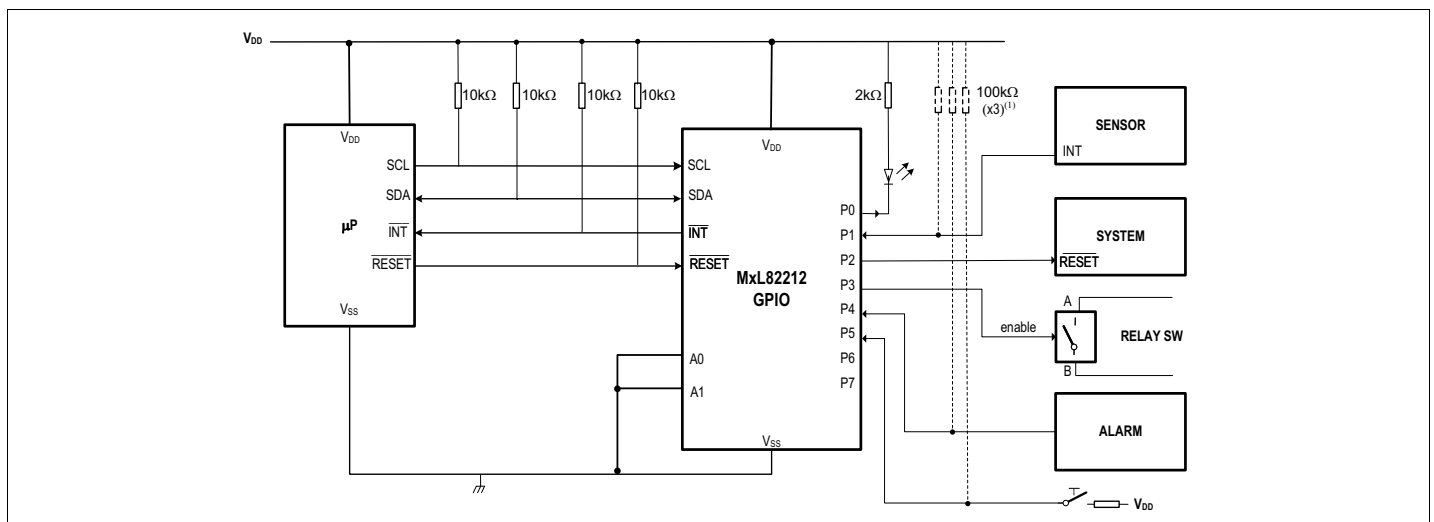 VDD
10kΩ
10kΩ
10kΩ
10kΩ
2kΩ
100kΩ
(x3)(1)
VDD
SCL
SDA
µP
INT
RESET
VSS
VDD
SCL
SDA
INT
RESET
MxL82212
GPIO
A0
A1
VSS
P0
P1
P2
P3
P4
P5
P6
P7
SENSOR
INT
SYSTEM
RESET
A
enable
RELAY SW
B
ALARM
VDD